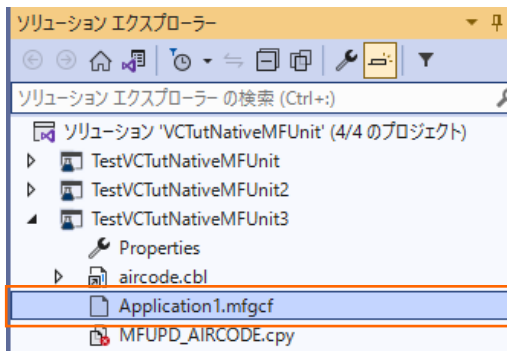 ソリューション エクスプローラー
ソリューション エクスプローラー の検索 (Ctrl+:)
ソリューション 'VCTutNativeMFUnit' (4/4 のプロジェクト)
TestVCTutNativeMFUnit
TestVCTutNativeMFUnit2
TestVCTutNativeMFUnit3
Properties
aircode.cbl
Application1.mfgcf
MFUPD_AIRCODE.cpy